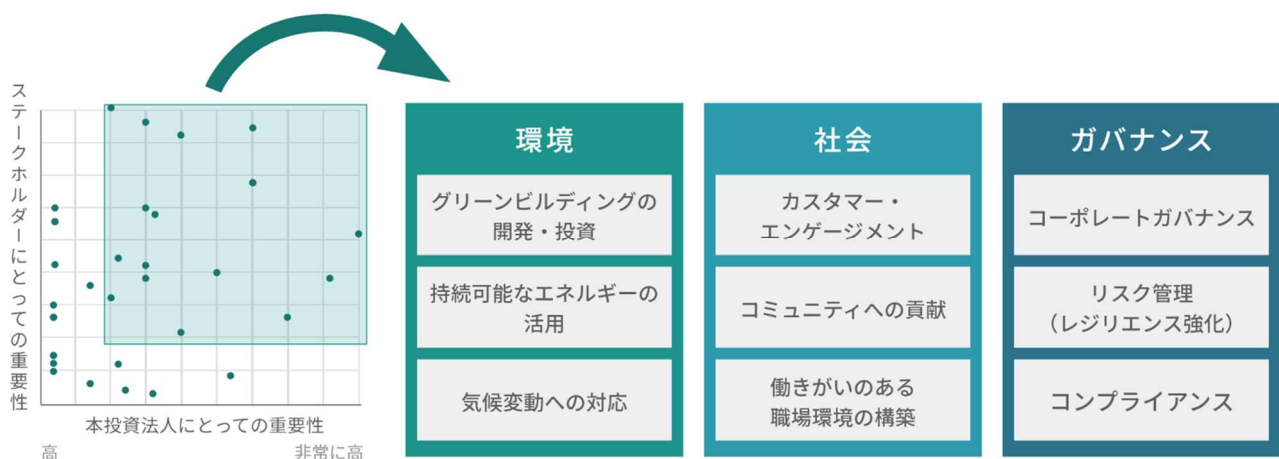 ステークホルダーにとっての重要性
本投資法人にとっての重要性
高
非常に高
環境
グリーンビルディングの
開発・投資
持続可能なエネルギーの
活用
気候変動への対応
社会
カスタマー・
エンゲージメント
コミュニティへの貢献
働きがいのある
職場環境の構築
ガバナンス
コーポレートガバナンス
リスク管理
（レジリエンス強化）
コンプライアンス